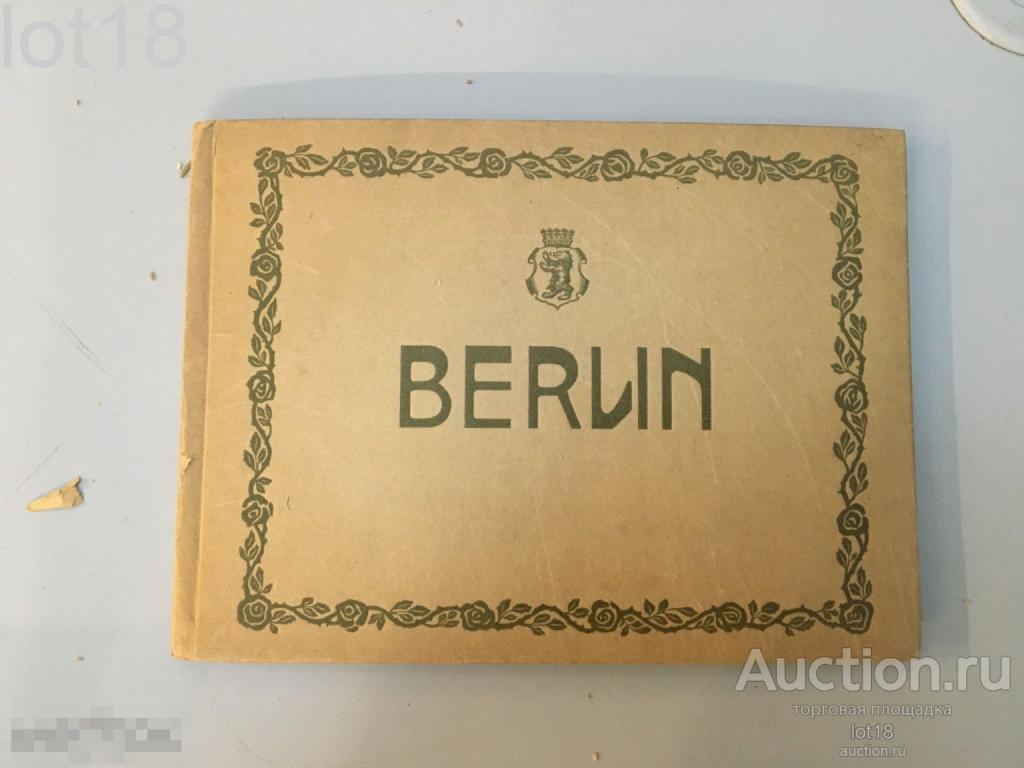 lot18
BERLIN
Auction.ru
торговая площадка
lot18
auction.ru